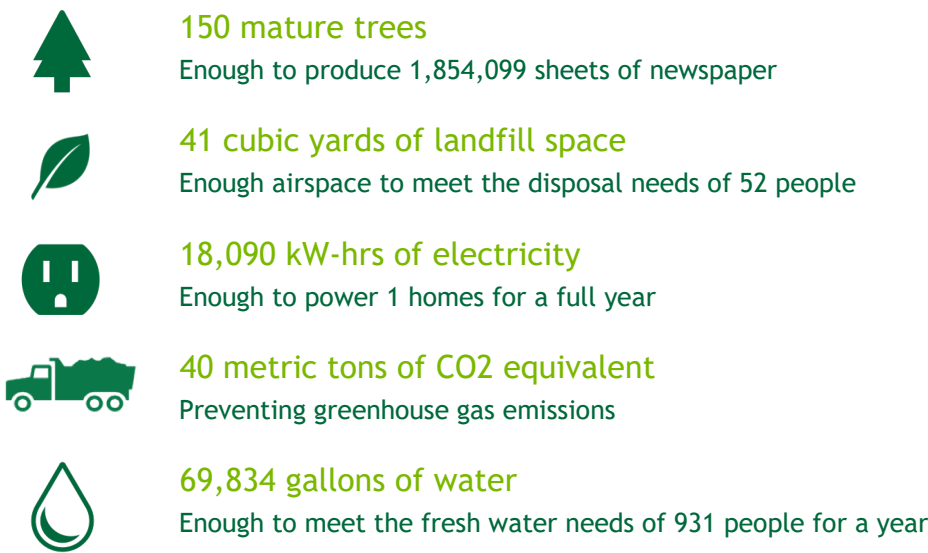 150 mature trees
Enough to produce 1,854,099 sheets of newspaper
41 cubic yards of landfill space
Enough airspace to meet the disposal needs of 52 people
18,090 kW-hrs of electricity
Enough to power 1 homes for a full year
40 metric tons of CO2 equivalent
Preventing greenhouse gas emissions
69,834 gallons of water
Enough to meet the fresh water needs of 931 people for a year